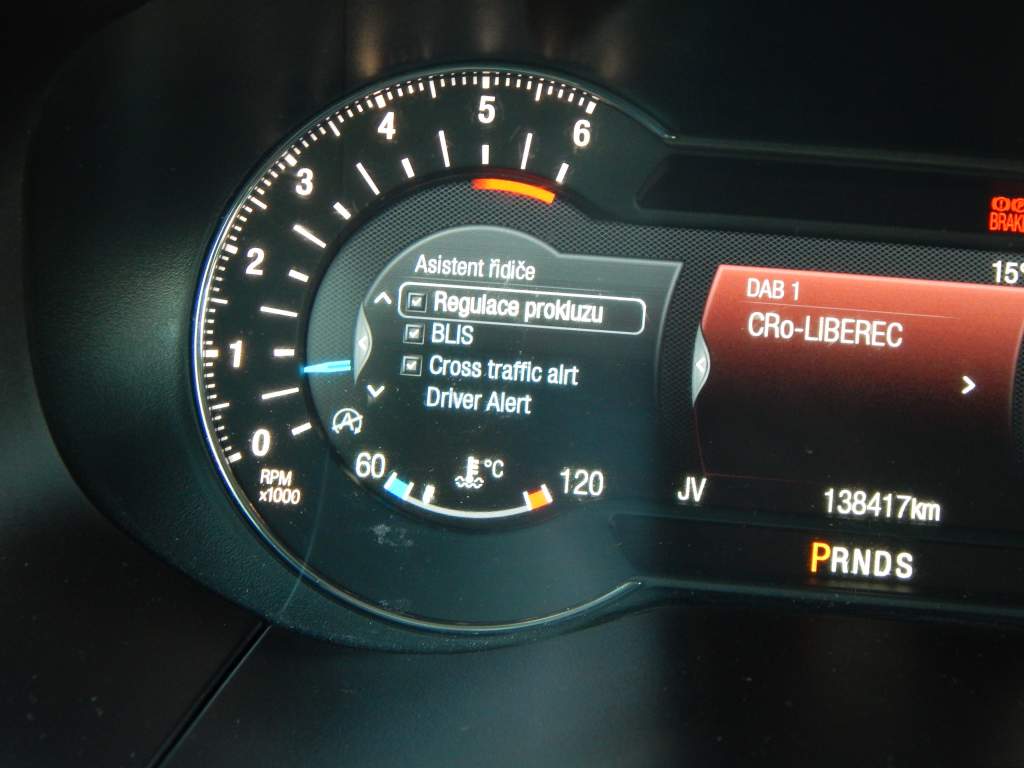 5
4
6
3
2
1
0
RPM
x1000
Asistent řidiče
Regulace prokluzu
BLIS
Cross traffic alrt
Driver Alert
A
60
°C
120
BRAK
15°
DAB 1
CRo-LIBEREC
JV
138417km
PRNDS